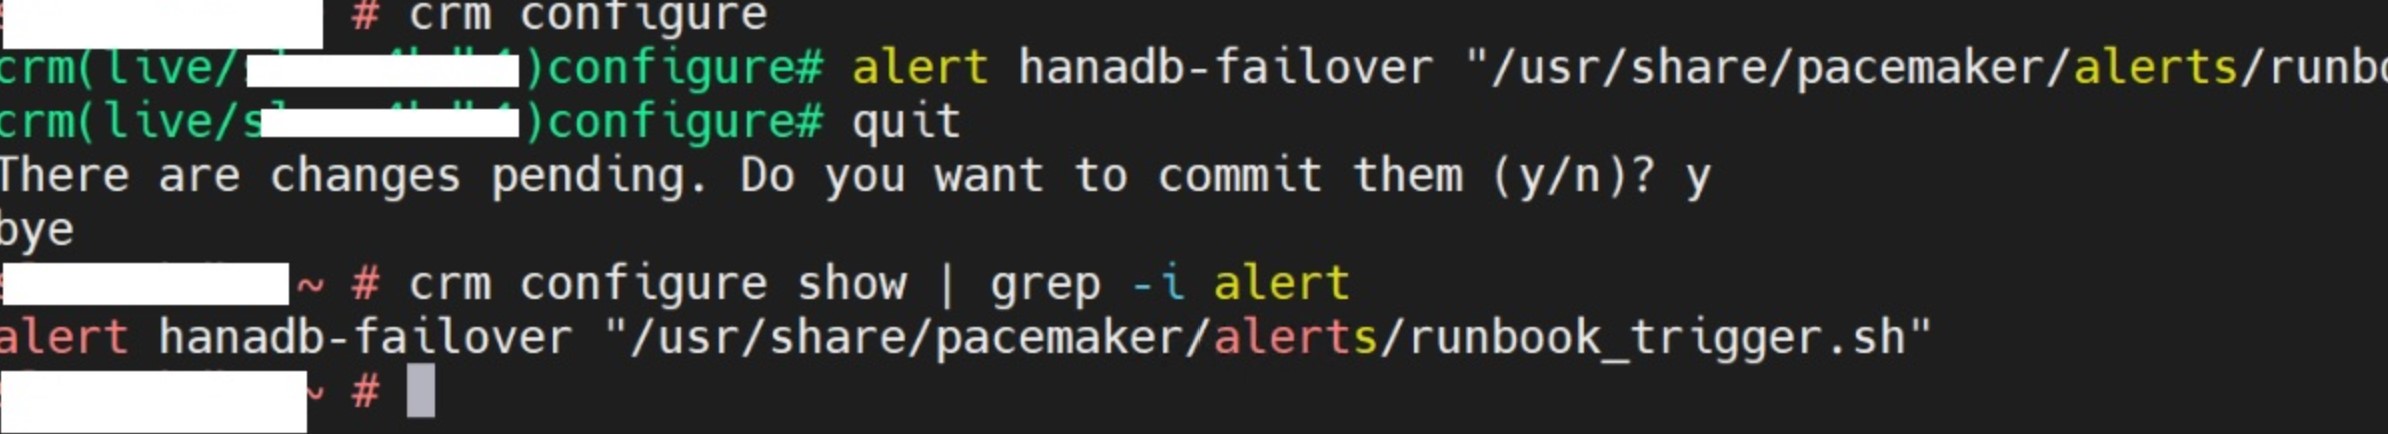 # crm configure
crm(live/ )configure# alert hanadb-failover "/usr/share/pacemaker/alerts/runbo
crm(live/s )configure# quit
There are changes pending. Do you want to commit them (y/n)? y
bye
~ # crm configure show | grep -i alert
alert hanadb-failover "/usr/share/pacemaker/alerts/runbook_trigger.sh"
~ #